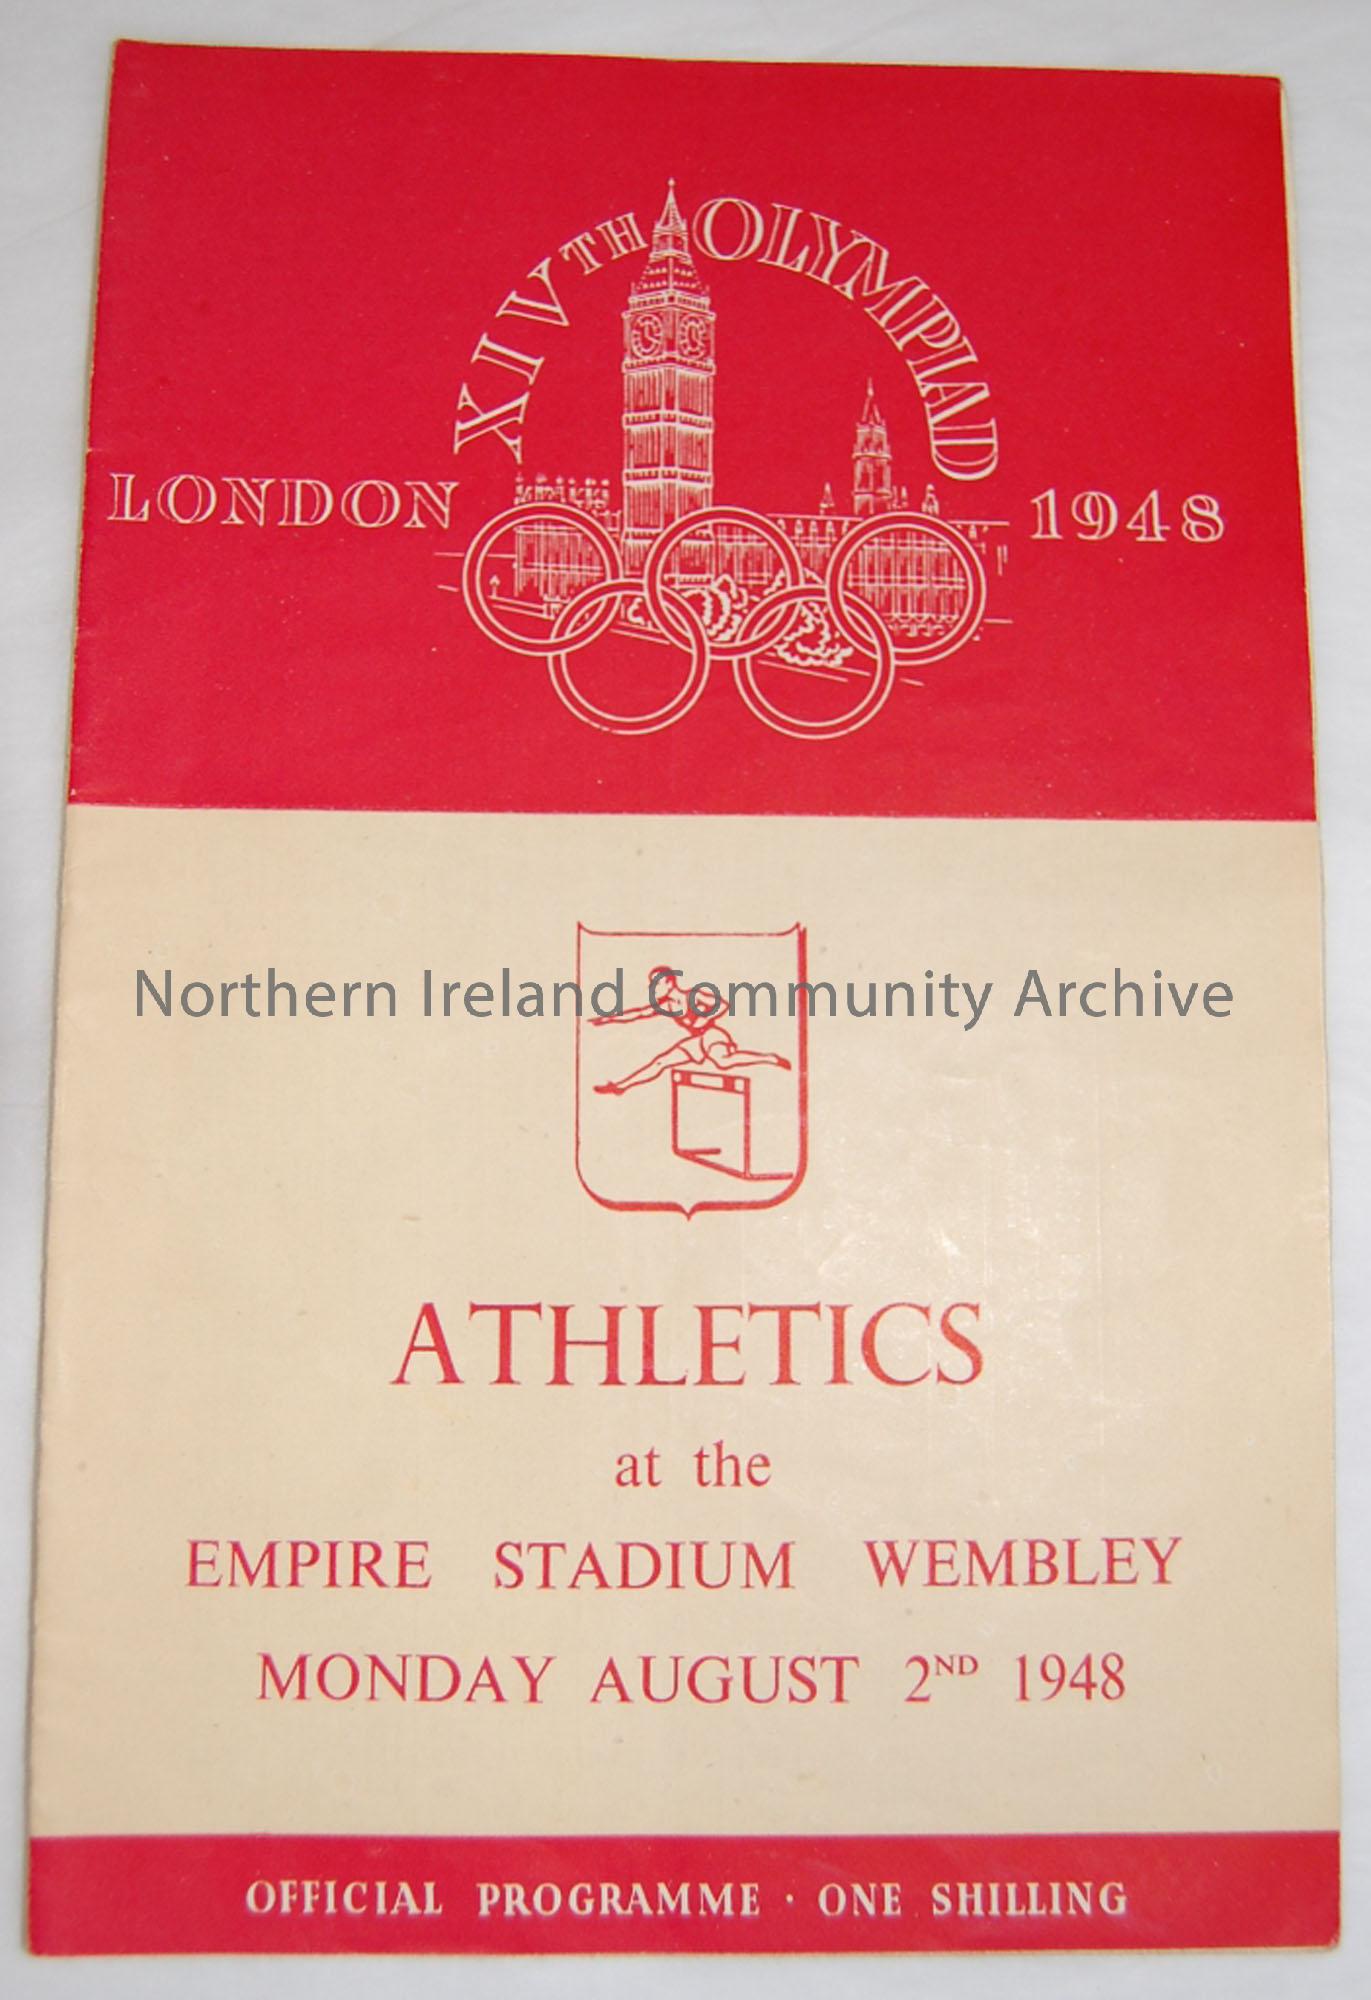 XIVTH OLYMPIAD
LONDON 1948
Northern Ireland Community Archive
ATHLETICS
at the
EMPIRE STADIUM WEMBLEY
MONDAY AUGUST 2ND 1948
OFFICIAL PROGRAMME · ONE SHILLING